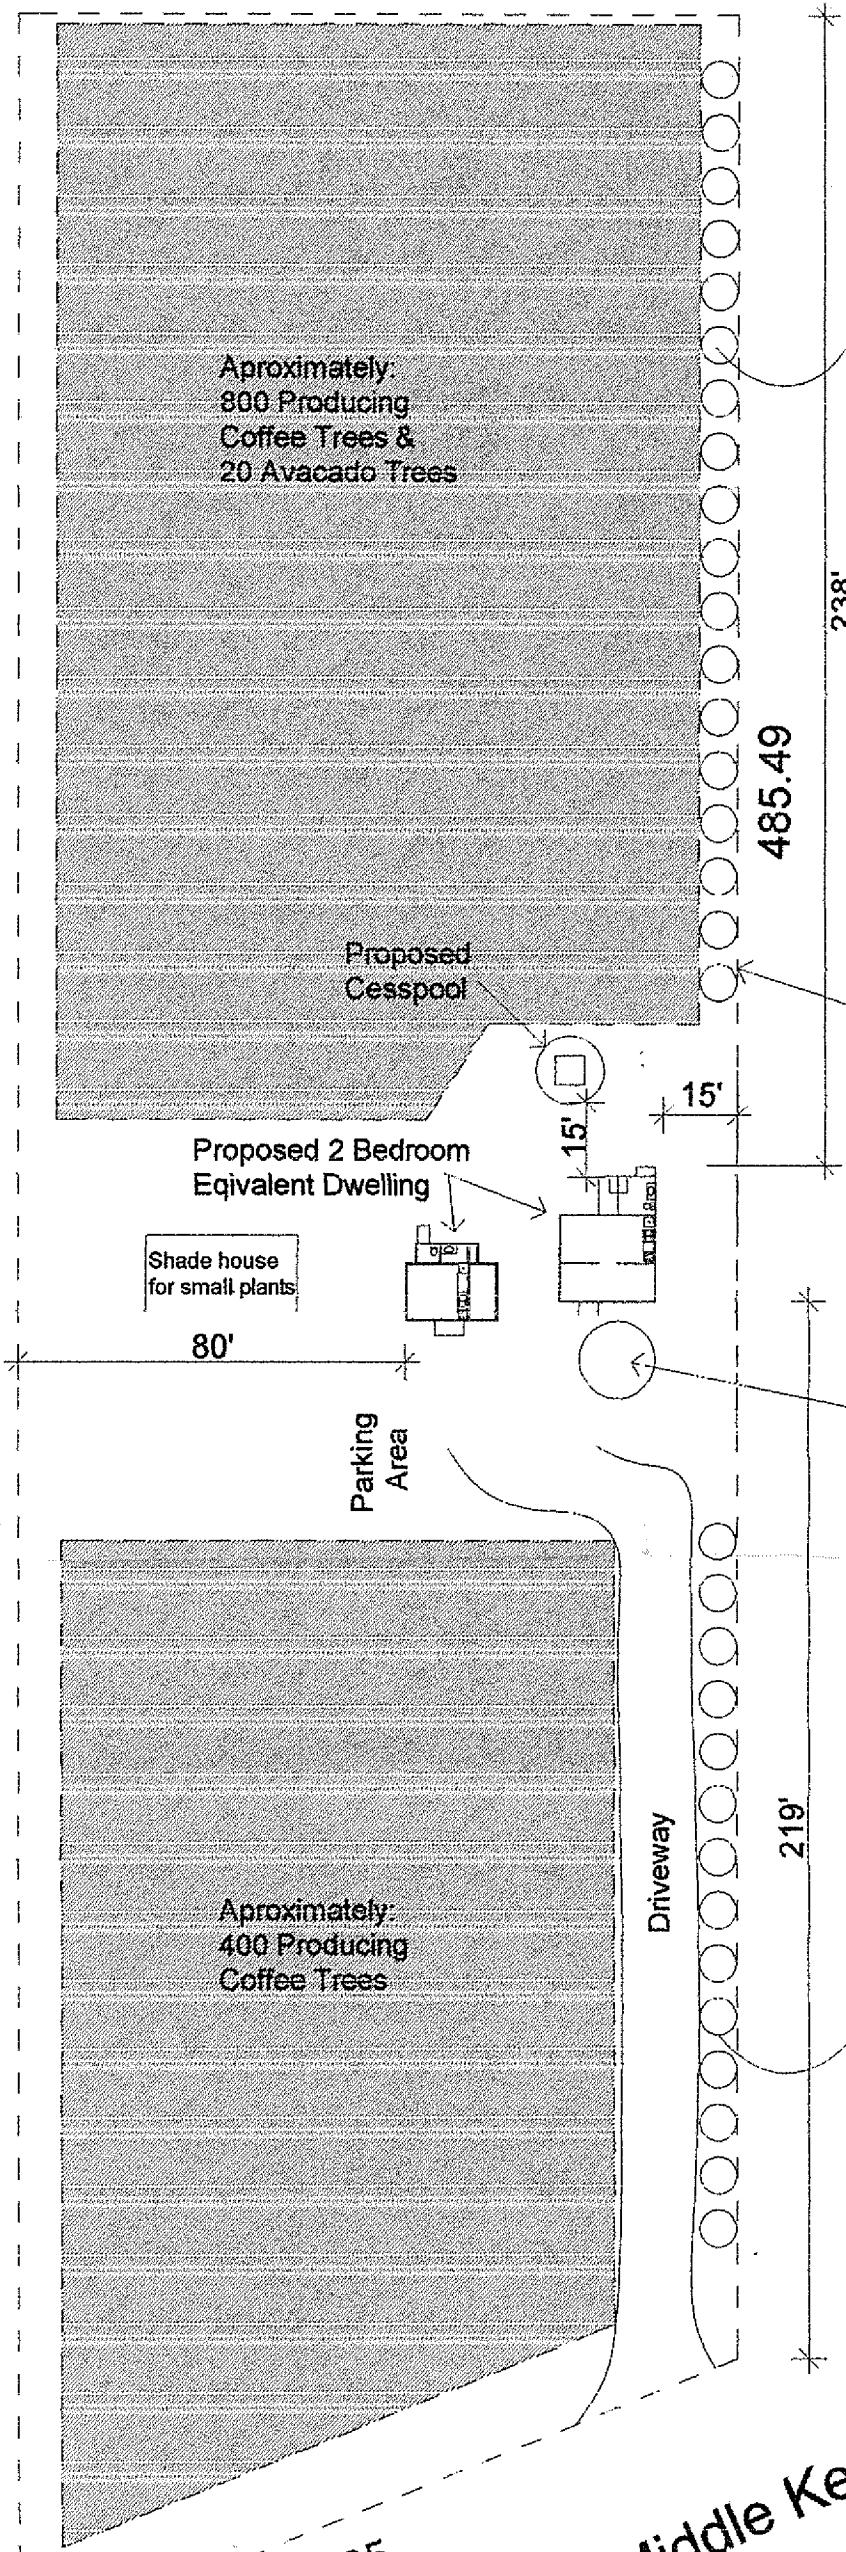 Aproximately:
800 Producing
Coffee Trees &
20 Avacado Trees
238'
485.49
Proposed
Cesspool
15'
15'
Proposed 2 Bedroom
Eqivalent Dwelling
Shade house
for small plants
80'
Parking
Area
Driveway
219'
Aproximately:
400 Producing
Coffee Trees
Middle